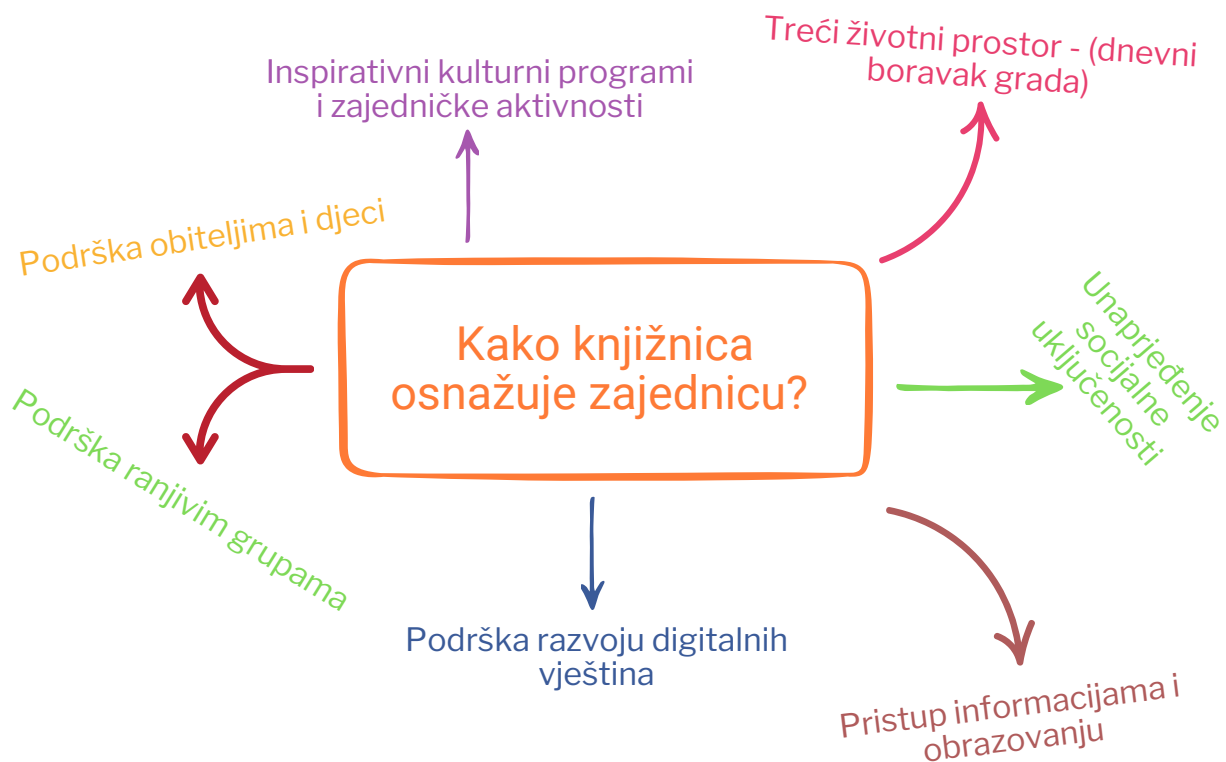 Treći životni prostor - (dnevni
boravak grada)
Inspirativni kulturni programi
i zajedničke aktivnosti
Podrška obiteljima i djeci
Kako knjižnica
osnažuje zajednicu?
Unaprjeđenje
socijalne
uključenosti
Podrška ranjivim grupama
Podrška razvoju digitalnih
vještina
Pristup informacijama i
obrazovanju